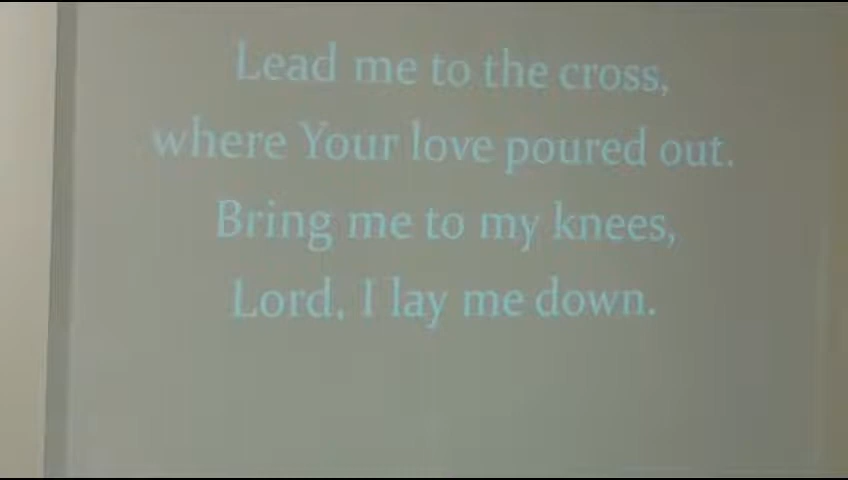 Lead me to the cross,
where Your love poured out.
Bring me to my knees,
Lord, I lay me down.